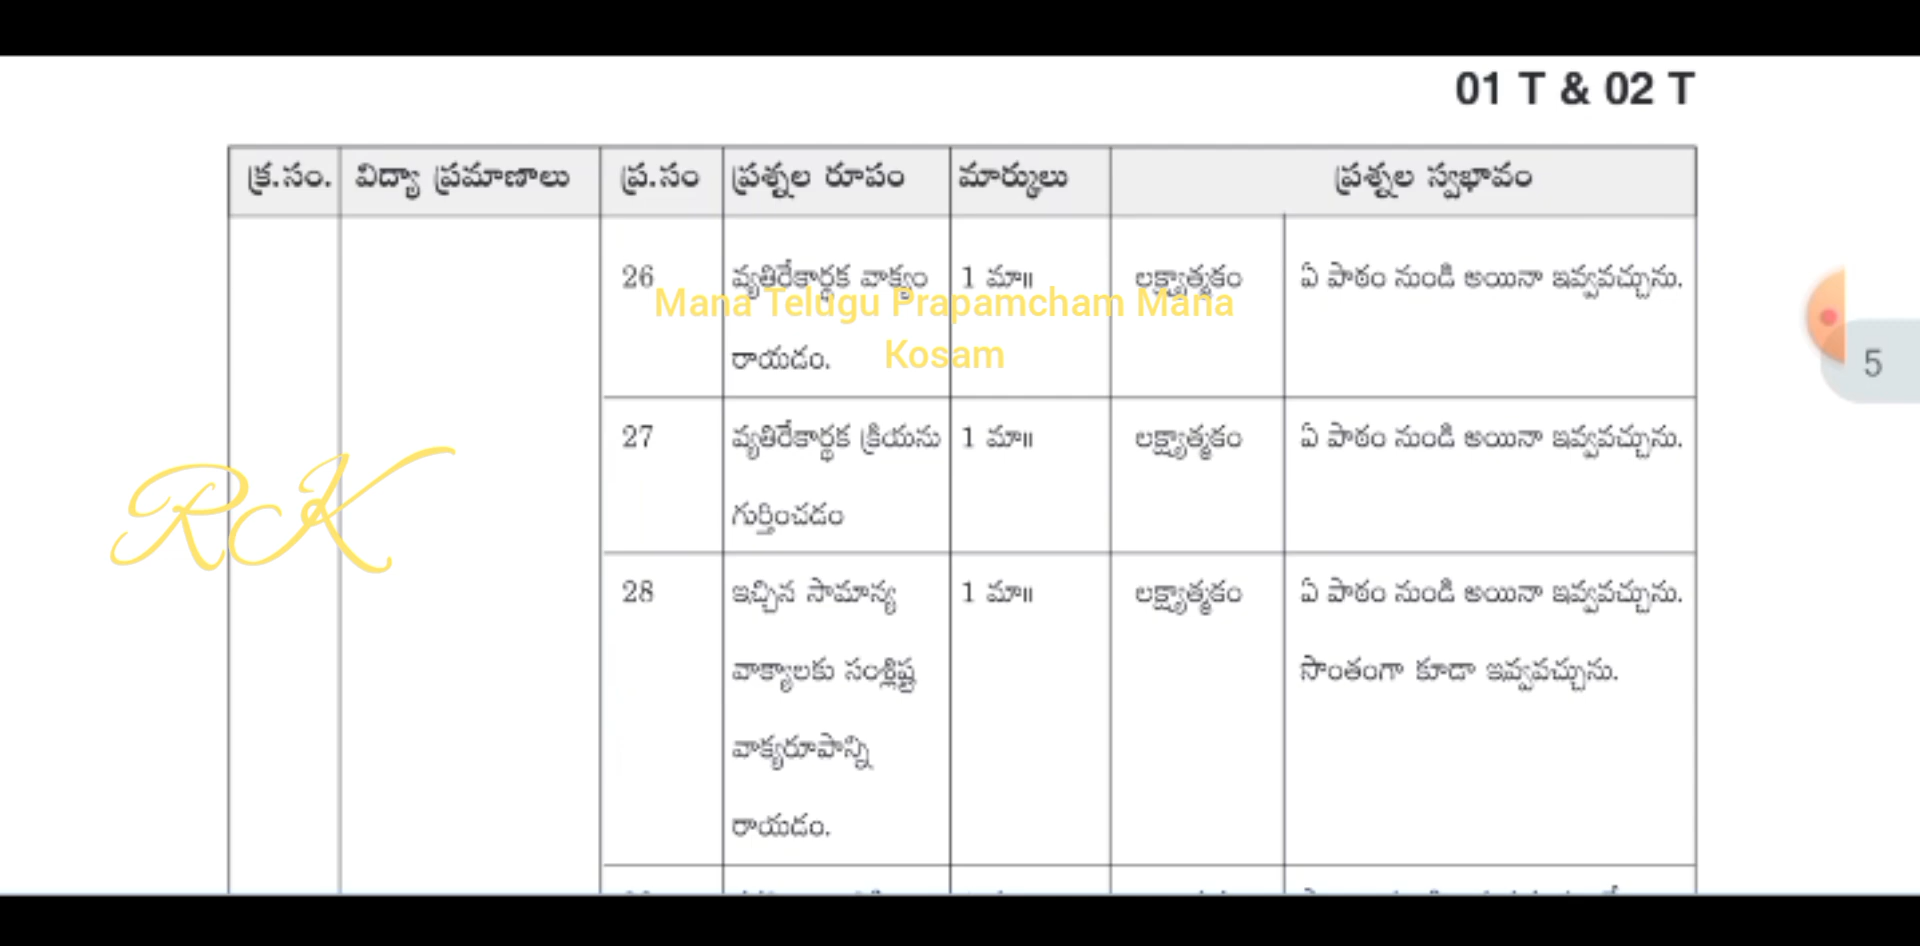 01 T & 02 T
క్ర.సం. విద్యా ప్రమాణాలు ప్ర.సం ప్రశ్నల రూపం మార్కులు ప్రశ్నల స్వభావం
26 వ్యతిరేకార్థక వాక్యం 1 మా॥ లక్ష్యాత్మకం ఏ పాఠం నుండి అయినా ఇవ్వవచ్చును.
Mana Telugu Prapamcham Mana
Kosam
రాయడం.
5
27 వ్యతిరేకార్థక క్రియను 1 మా॥ లక్ష్యాత్మకం ఏ పాఠం నుండి అయినా ఇవ్వవచ్చును.
గుర్తించడం
RK
28 ఇచ్చిన సామాన్య 1 మా॥ లక్ష్యాత్మకం ఏ పాఠం నుండి అయినా ఇవ్వవచ్చును.
వాక్యాలకు సంశ్లిష్ట సొంతంగా కూడా ఇవ్వవచ్చును.
వాక్యరూపాన్ని
రాయడం.